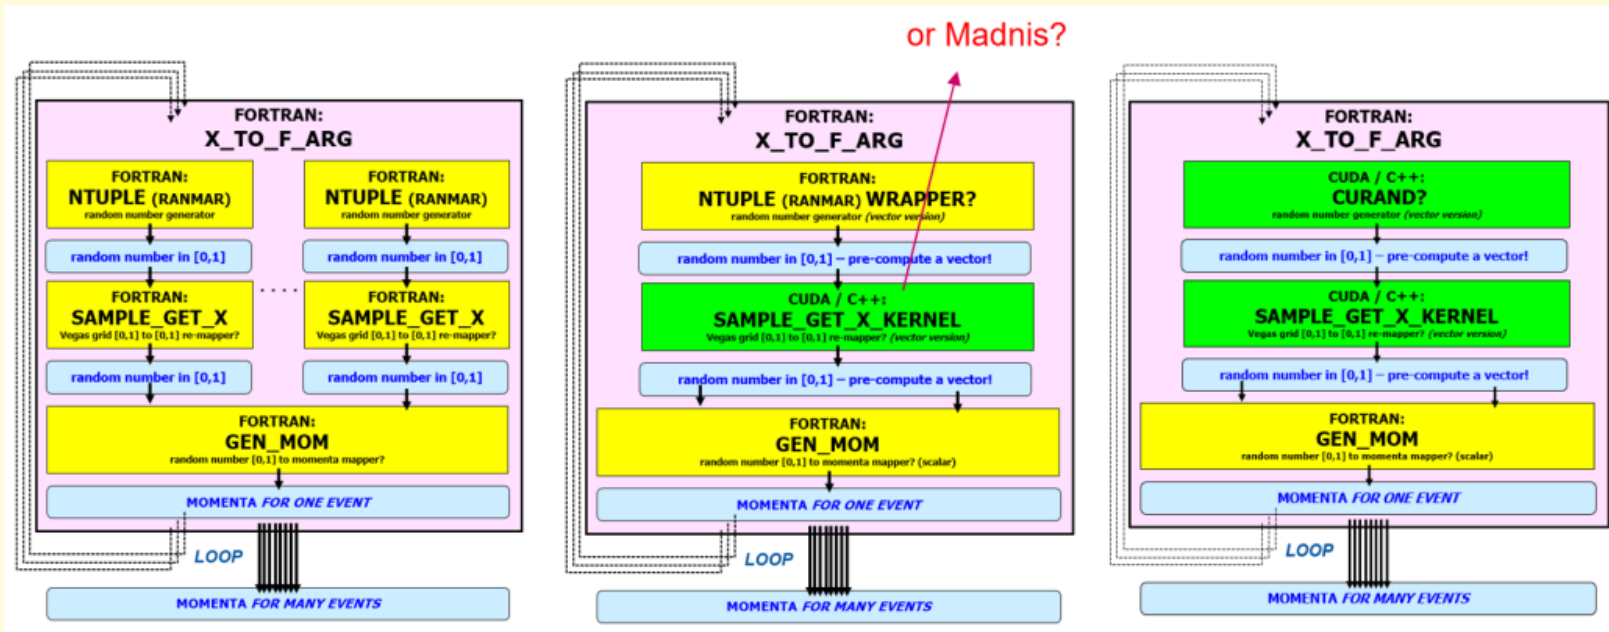 or Madnis?
FORTRAN:
X_TO_F_ARG
FORTRAN:
NTUPLE (RANMAR)
random number generator
FORTRAN:
NTUPLE (RANMAR)
random number generator
random number in [0,1]
random number in [0,1]
FORTRAN:
SAMPLE_GET_X
Vegas grid [0,1] to [0,1] re-mapper?
. . . .
FORTRAN:
SAMPLE_GET_X
Vegas grid [0,1] to [0,1] re-mapper?
random number in [0,1]
random number in [0,1]
FORTRAN:
GEN_MOM
random number [0,1] to momenta mapper?
MOMENTA FOR ONE EVENT
LOOP
MOMENTA FOR MANY EVENTS
FORTRAN:
X_TO_F_ARG
FORTRAN:
NTUPLE (RANMAR) WRAPPER?
random number generator (vector version)
random number in [0,1] – pre-compute a vector!
CUDA / C++:
SAMPLE_GET_X_KERNEL
Vegas grid [0,1] to [0,1] re-mapper? (vector version)
random number in [0,1] – pre-compute a vector!
FORTRAN:
GEN_MOM
random number [0,1] to momenta mapper? (scalar)
MOMENTA FOR ONE EVENT
LOOP
MOMENTA FOR MANY EVENTS
FORTRAN:
X_TO_F_ARG
CUDA / C++:
CURAND?
random number generator (vector version)
random number in [0,1] – pre-compute a vector!
CUDA / C++:
SAMPLE_GET_X_KERNEL
Vegas grid [0,1] to [0,1] re-mapper? (vector version)
random number in [0,1] – pre-compute a vector!
FORTRAN:
GEN_MOM
random number [0,1] to momenta mapper? (scalar)
MOMENTA FOR ONE EVENT
LOOP
MOMENTA FOR MANY EVENTS